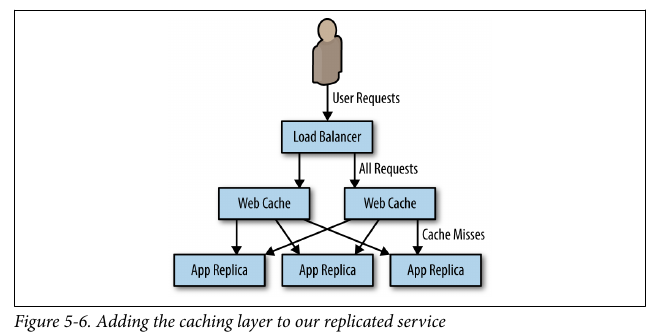 User Requests
Load Balancer
All Requests
Web Cache
Web Cache
Cache Misses
App Replica
App Replica
App Replica
Figure 5-6. Adding the caching layer to our replicated service